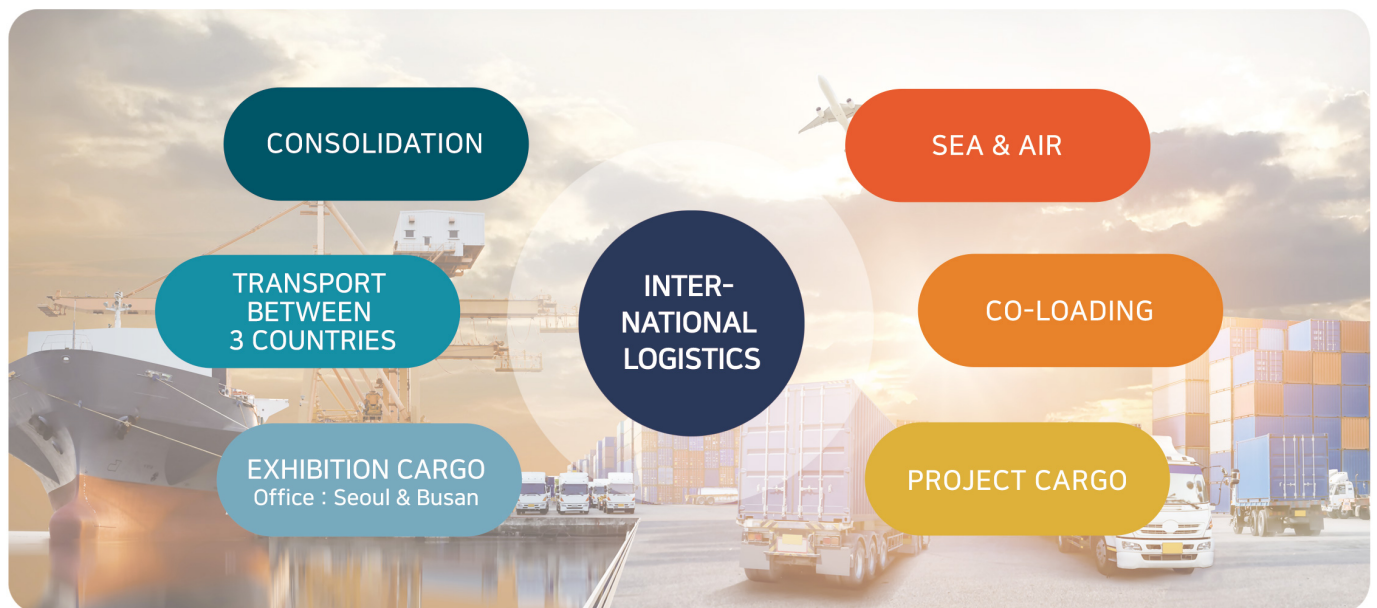 CONSOLIDATION
TRANSPORT
BETWEEN
3 COUNTRIES
EXHIBITION CARGO
Office : Seoul & Busan
INTER-
NATIONAL
LOGISTICS
SEA & AIR
CO-LOADING
PROJECT CARGO